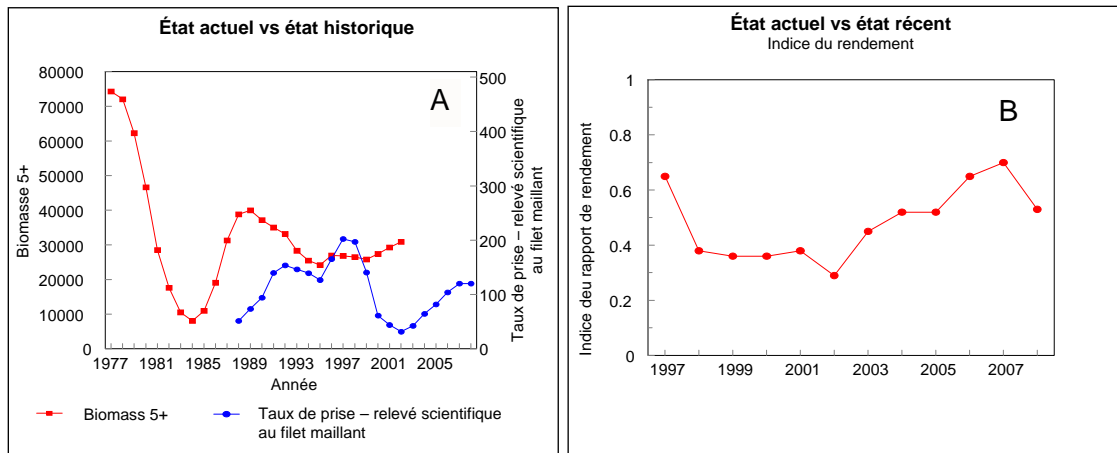 État actuel vs état historique
A
80000
70000
60000
50000
40000
30000
20000
10000
0
Biomasse 5+
500
400
300
200
100
0
Taux de prise – relevé scientifique
au filet maillant
1977 1981 1985 1989 1993 1997 2001 2005
Année
Biomass 5+
Taux de prise – relevé scientifique
au filet maillant
État actuel vs état récent
Indice du rendement
B
1
0.8
0.6
0.4
0.2
0
Indice deu rapport de rendement
1997 1999 2001 2003 2005 2007